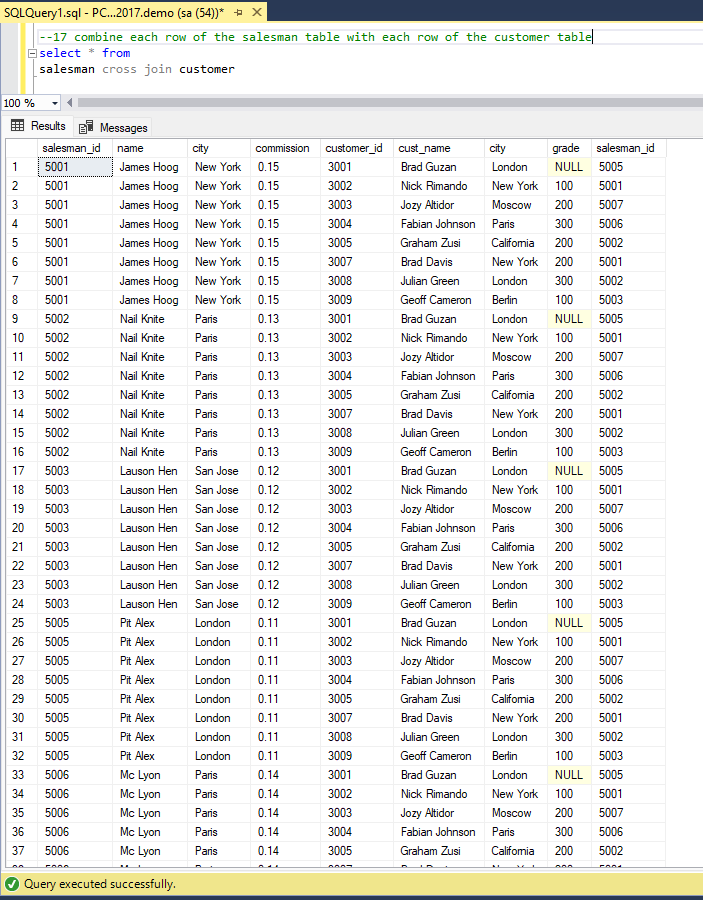 SQLQuery1.sql - PC...2017.demo (sa (54))*
--17 combine each row of the salesman table with each row of the customer table
select * from
salesman cross join customer
100 %
Results Messages
salesman_id name city commission customer_id cust_name city grade salesman_id
1 5001 James Hoog New York 0.15 3001 Brad Guzan London NULL 5005
2 5001 James Hoog New York 0.15 3002 Nick Rimando New York 100 5001
3 5001 James Hoog New York 0.15 3003 Jozy Altidor Moscow 200 5007
4 5001 James Hoog New York 0.15 3004 Fabian Johnson Paris 300 5006
5 5001 James Hoog New York 0.15 3005 Graham Zusi California 200 5002
6 5001 James Hoog New York 0.15 3007 Brad Davis New York 200 5001
7 5001 James Hoog New York 0.15 3008 Julian Green London 300 5002
8 5001 James Hoog New York 0.15 3009 Geoff Cameron Berlin 100 5003
9 5002 Nail Knite Paris 0.13 3001 Brad Guzan London NULL 5005
10 5002 Nail Knite Paris 0.13 3002 Nick Rimando New York 100 5001
11 5002 Nail Knite Paris 0.13 3003 Jozy Altidor Moscow 200 5007
12 5002 Nail Knite Paris 0.13 3004 Fabian Johnson Paris 300 5006
13 5002 Nail Knite Paris 0.13 3005 Graham Zusi California 200 5002
14 5002 Nail Knite Paris 0.13 3007 Brad Davis New York 200 5001
15 5002 Nail Knite Paris 0.13 3008 Julian Green London 300 5002
16 5002 Nail Knite Paris 0.13 3009 Geoff Cameron Berlin 100 5003
17 5003 Lauson Hen San Jose 0.12 3001 Brad Guzan London NULL 5005
18 5003 Lauson Hen San Jose 0.12 3002 Nick Rimando New York 100 5001
19 5003 Lauson Hen San Jose 0.12 3003 Jozy Altidor Moscow 200 5007
20 5003 Lauson Hen San Jose 0.12 3004 Fabian Johnson Paris 300 5006
21 5003 Lauson Hen San Jose 0.12 3005 Graham Zusi California 200 5002
22 5003 Lauson Hen San Jose 0.12 3007 Brad Davis New York 200 5001
23 5003 Lauson Hen San Jose 0.12 3008 Julian Green London 300 5002
24 5003 Lauson Hen San Jose 0.12 3009 Geoff Cameron Berlin 100 5003
25 5005 Pit Alex London 0.11 3001 Brad Guzan London NULL 5005
26 5005 Pit Alex London 0.11 3002 Nick Rimando New York 100 5001
27 5005 Pit Alex London 0.11 3003 Jozy Altidor Moscow 200 5007
28 5005 Pit Alex London 0.11 3004 Fabian Johnson Paris 300 5006
29 5005 Pit Alex London 0.11 3005 Graham Zusi California 200 5002
30 5005 Pit Alex London 0.11 3007 Brad Davis New York 200 5001
31 5005 Pit Alex London 0.11 3008 Julian Green London 300 5002
32 5005 Pit Alex London 0.11 3009 Geoff Cameron Berlin 100 5003
33 5006 Mc Lyon Paris 0.14 3001 Brad Guzan London NULL 5005
34 5006 Mc Lyon Paris 0.14 3002 Nick Rimando New York 100 5001
35 5006 Mc Lyon Paris 0.14 3003 Jozy Altidor Moscow 200 5007
36 5006 Mc Lyon Paris 0.14 3004 Fabian Johnson Paris 300 5006
37 5006 Mc Lyon Paris 0.14 3005 Graham Zusi California 200 5002
Query executed successfully.